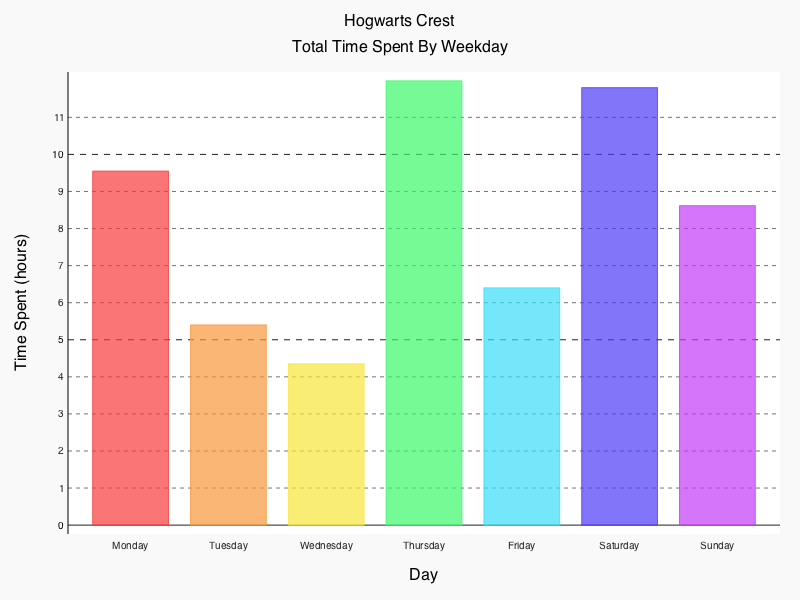 Hogwarts Crest
Total Time Spent By Weekday
Time Spent (hours)
11
10
9
8
7
6
5
4
3
2
1
0
Monday Tuesday Wednesday Thursday Friday Saturday Sunday
Day